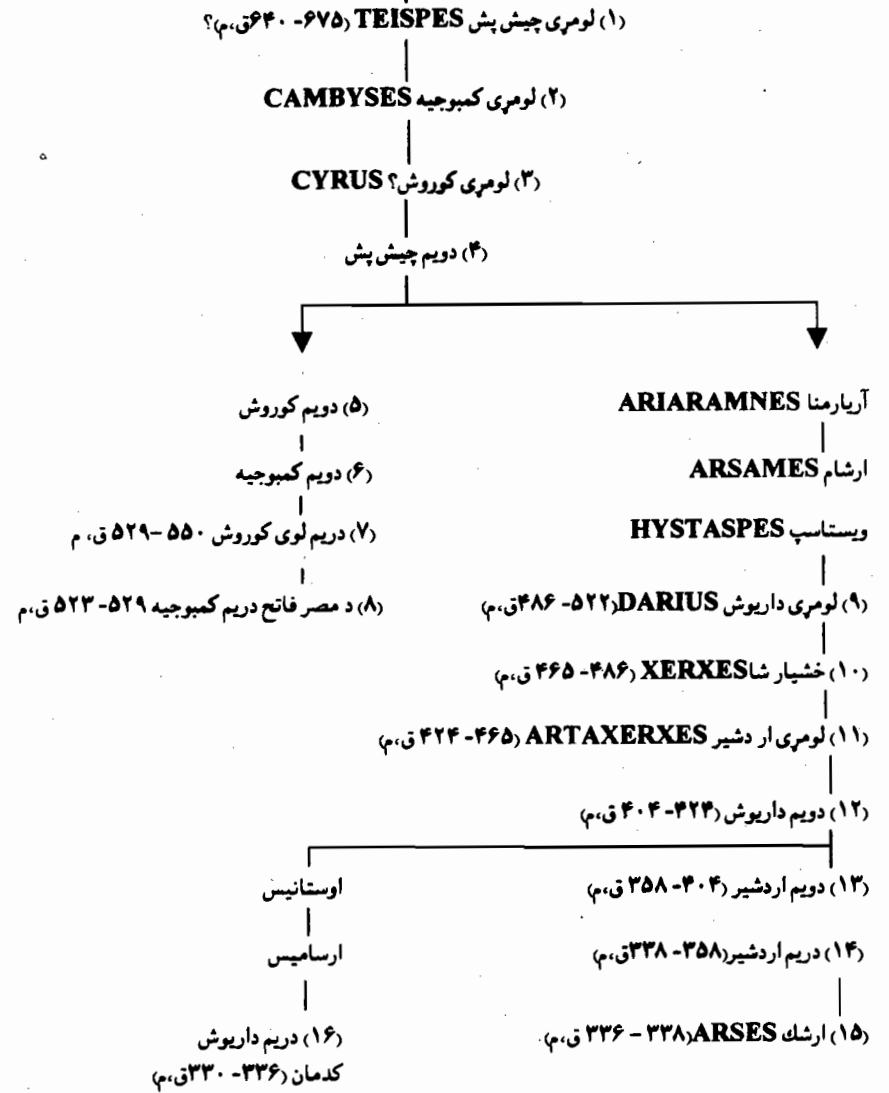 (۱) لومړی چیش پش TEISPES (۶۷۵- ۶۴۰ق،م)؟
(۲) لومړی کمبوجیه CAMBYSES
(۳) لومړی کوروش؟ CYRUS
(۴) دویم چیش پش
آریارمنا ARIARAMNES
(۵) دویم کوروش
ارشام ARSAMES
(۶) دویم کمبوجیه
ویستاسپ HYSTASPES
(۷) دریم لوی کوروش ۵۵۰ –۵۲۹ ق، م
(۹) لومړی داریوش DARIUS(۵۲۲- ۴۸۶ق،م)
(۸) د مصر فاتح دریم کمبوجیه ۵۲۹- ۵۲۳ ق،م
(۱۰) خشیار شاXERXES (۴۸۶- ۴۶۵ ق،م)
(۱۱) لومړی ار دشیر ARTAXERXES (۴۶۵- ۴۲۴ ق،م)
(۱۲) دویم داریوش (۴۲۴- ۴۰۴ ق،م)
(۱۳) دویم اردشیر (۴۰۴- ۳۵۸ ق،م)
اوستانیس
(۱۴) دریم اردشیر(۳۵۸- ۳۳۸ق،م)
ارسامیس
(۱۵) ارشك ARSES(۳۳۸ – ۳۳۶ ق،م)
(۱۶) دریم داریوش
کدمان (۳۳۶- ۳۳۰ق،م)